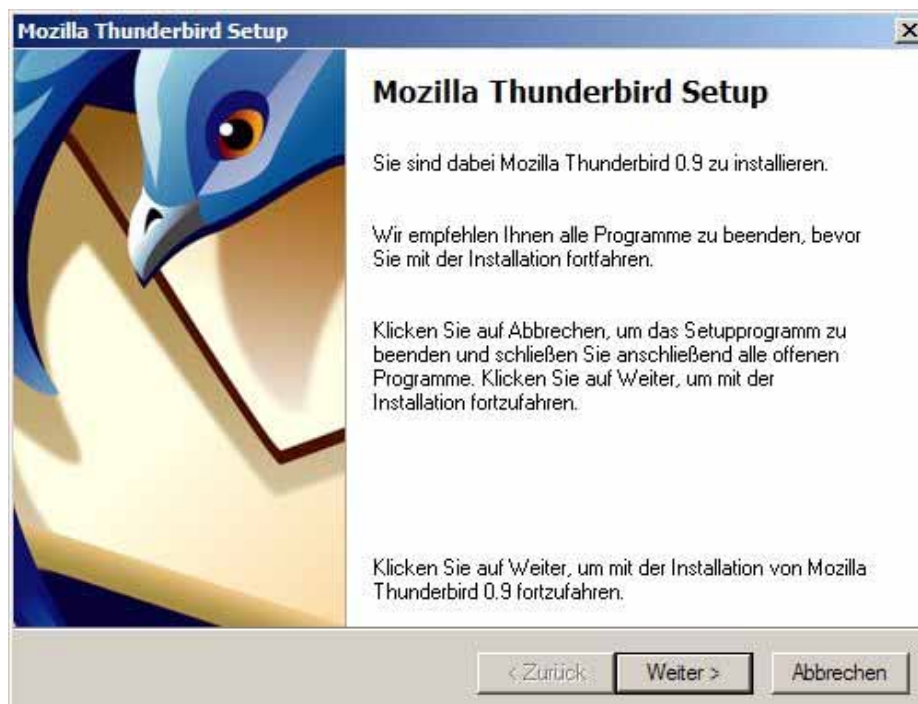 Mozilla Thunderbird Setup
Mozilla Thunderbird Setup
Sie sind dabei Mozilla Thunderbird 0.9 zu installieren.
Wir empfehlen Ihnen alle Programme zu beenden, bevor
Sie mit der Installation fortfahren.
Klicken Sie auf Abbrechen, um das Setupprogramm zu
beenden und schließen Sie anschließend alle offenen
Programme. Klicken Sie auf Weiter, um mit der
Installation fortzufahren.
Klicken Sie auf Weiter, um mit der Installation von Mozilla
Thunderbird 0.9 fortzufahren.
< Zurück
Weiter >
Abbrechen